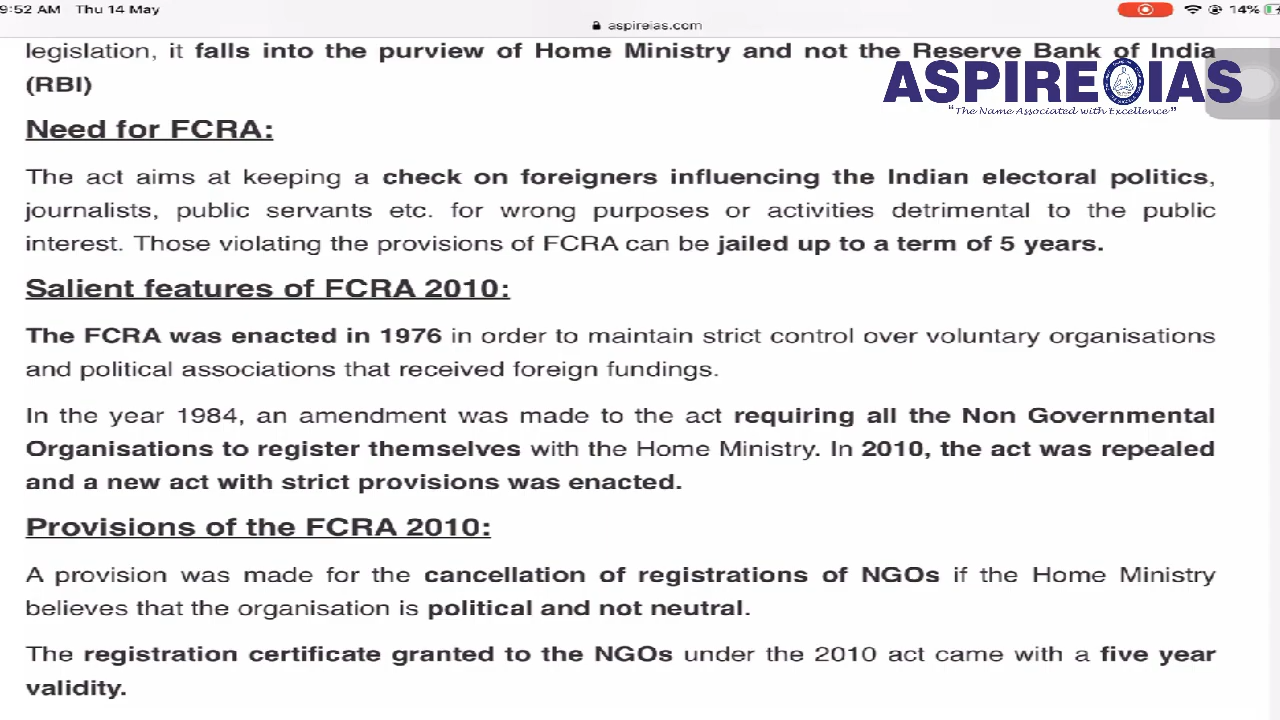 9:52 AM Thu 14 May
14%
aspireias.com
legislation, it falls into the purview of Home Ministry and not the Reserve Bank of India
(RBI)
ASPIRE IAS
"The Name Associated with Excellence"
Need for FCRA:
The act aims at keeping a check on foreigners influencing the Indian electoral politics,
journalists, public servants etc. for wrong purposes or activities detrimental to the public
interest. Those violating the provisions of FCRA can be jailed up to a term of 5 years.
Salient features of FCRA 2010:
The FCRA was enacted in 1976 in order to maintain strict control over voluntary organisations
and political associations that received foreign fundings.
In the year 1984, an amendment was made to the act requiring all the Non Governmental
Organisations to register themselves with the Home Ministry. In 2010, the act was repealed
and a new act with strict provisions was enacted.
Provisions of the FCRA 2010:
A provision was made for the cancellation of registrations of NGOs if the Home Ministry
believes that the organisation is political and not neutral.
The registration certificate granted to the NGOs under the 2010 act came with a five year
validity.